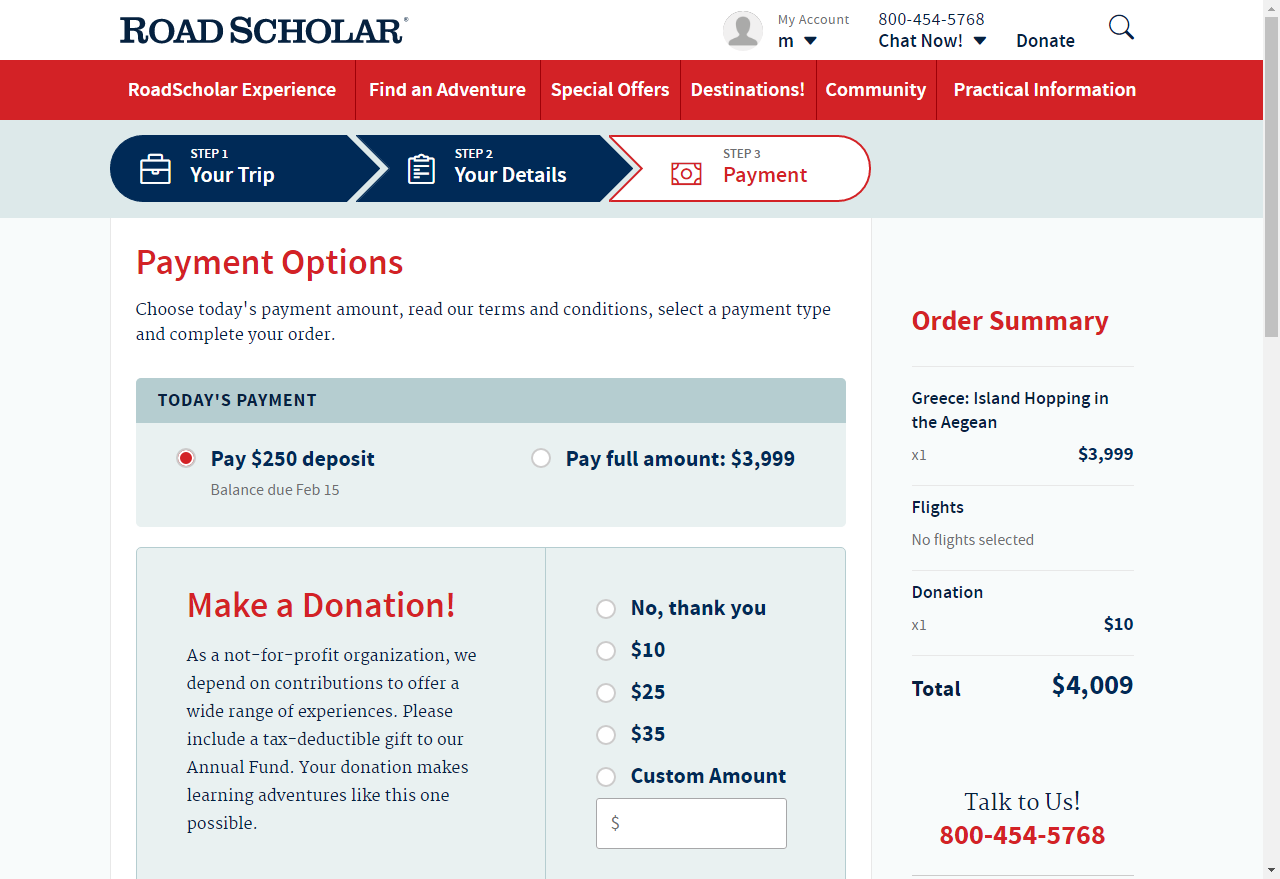 ROAD SCHOLAR®
My Account
m
800-454-5768
Chat Now!
Donate
RoadScholar Experience
Find an Adventure
Special Offers
Destinations!
Community
Practical Information
STEP 1
Your Trip
STEP 2
Your Details
STEP 3
Payment
Payment Options
Choose today's payment amount, read our terms and conditions, select a payment type
and complete your order.
TODAY'S PAYMENT
Pay $250 deposit
Balance due Feb 15
Pay full amount: $3,999
Make a Donation!
As a not-for-profit organization, we
depend on contributions to offer a
wide range of experiences. Please
include a tax-deductible gift to our
Annual Fund. Your donation makes
learning adventures like this one
possible.
No, thank you
$10
$25
$35
Custom Amount
$
Order Summary
Greece: Island Hopping in
the Aegean
x1 $3,999
Flights
No flights selected
Donation
x1 $10
Total $4,009
Talk to Us!
800-454-5768